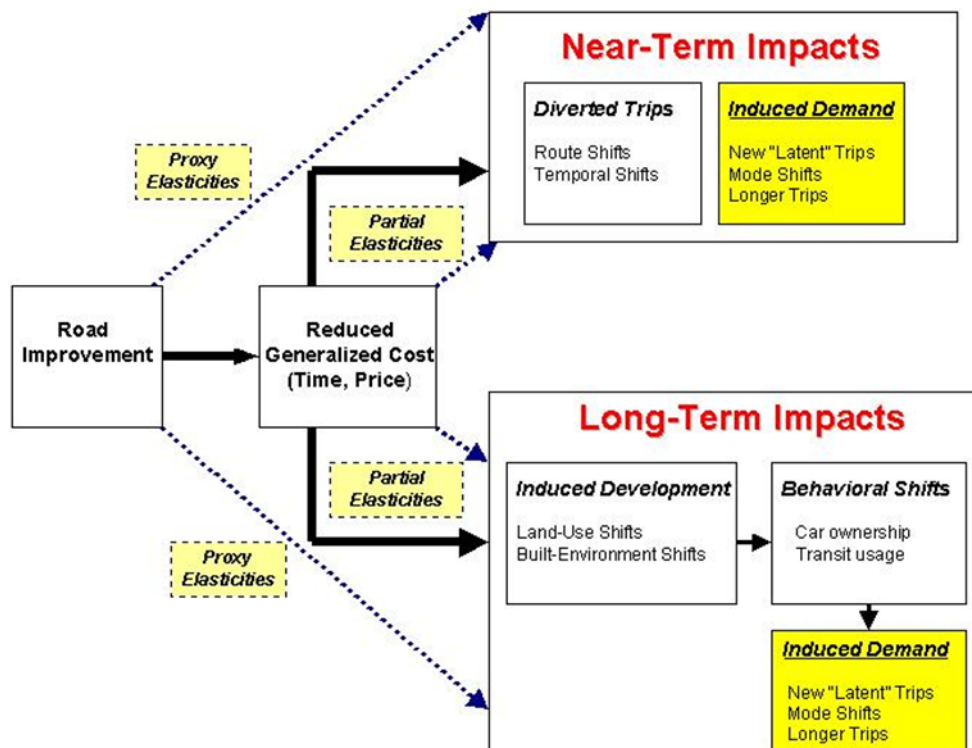 Near-Term Impacts
Diverted Trips
Route Shifts
Temporal Shifts
Induced Demand
New "Latent" Trips
Mode Shifts
Longer Trips
Proxy
Elasticities
Partial
Elasticities
Road
Improvement
Reduced
Generalized Cost
(Time, Price)
Long-Term Impacts
Partial
Elasticities
Induced Development
Land-Use Shifts
Built-Environment Shifts
Behavioral Shifts
Car ownership
Transit usage
Proxy
Elasticities
Induced Demand
New "Latent" Trips
Mode Shifts
Longer Trips